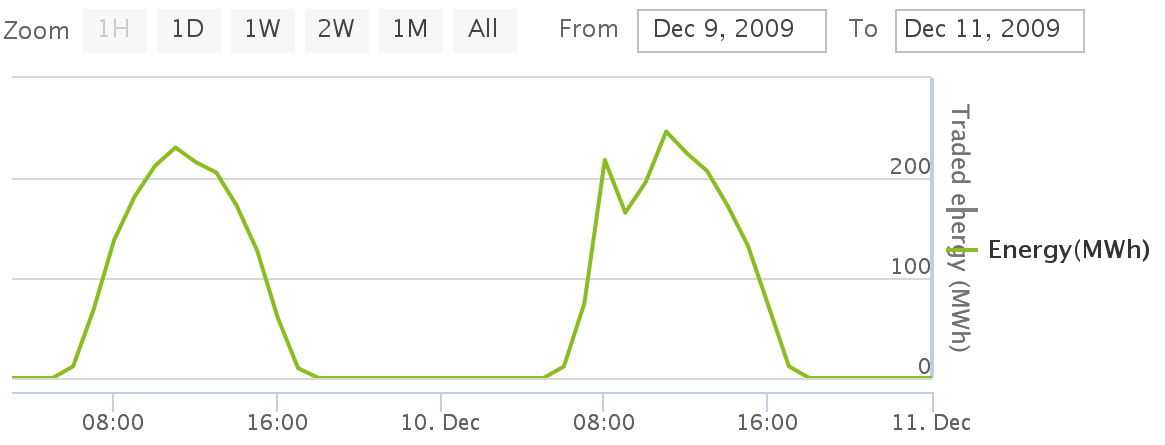 Zoom 1H 1D 1W 2W 1M All From Dec 9, 2009 To Dec 11, 2009
200
100
0
Traded energy (MWh)
Energy(MWh)
08:00 16:00 10. Dec 08:00 16:00 11. Dec